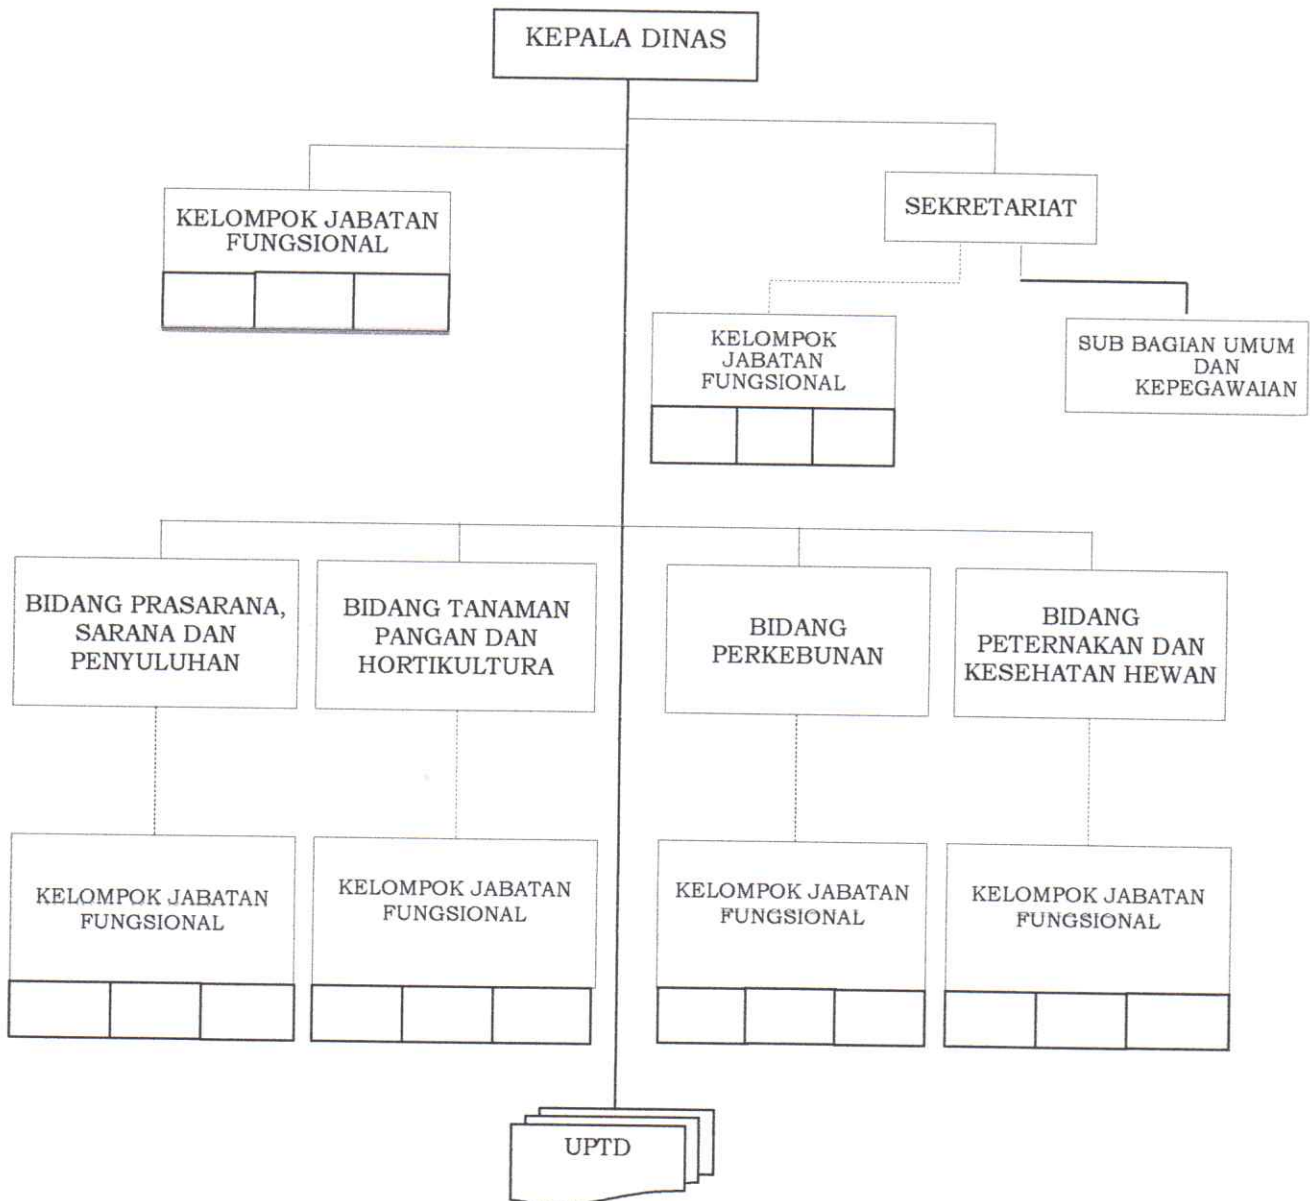 KEPALA DINAS
KELOMPOK JABATAN
FUNGSIONAL
SEKRETARIAT
KELOMPOK
JABATAN
FUNGSIONAL
SUB BAGIAN UMUM
DAN
KEPEGAWAIAN
BIDANG PRASARANA,
SARANA DAN
PENYULUHAN
BIDANG TANAMAN
PANGAN DAN
HORTIKULTURA
BIDANG
PERKEBUNAN
BIDANG
PETERNAKAN DAN
KESEHATAN HEWAN
KELOMPOK JABATAN
FUNGSIONAL
KELOMPOK JABATAN
FUNGSIONAL
KELOMPOK JABATAN
FUNGSIONAL
KELOMPOK JABATAN
FUNGSIONAL
UPTD